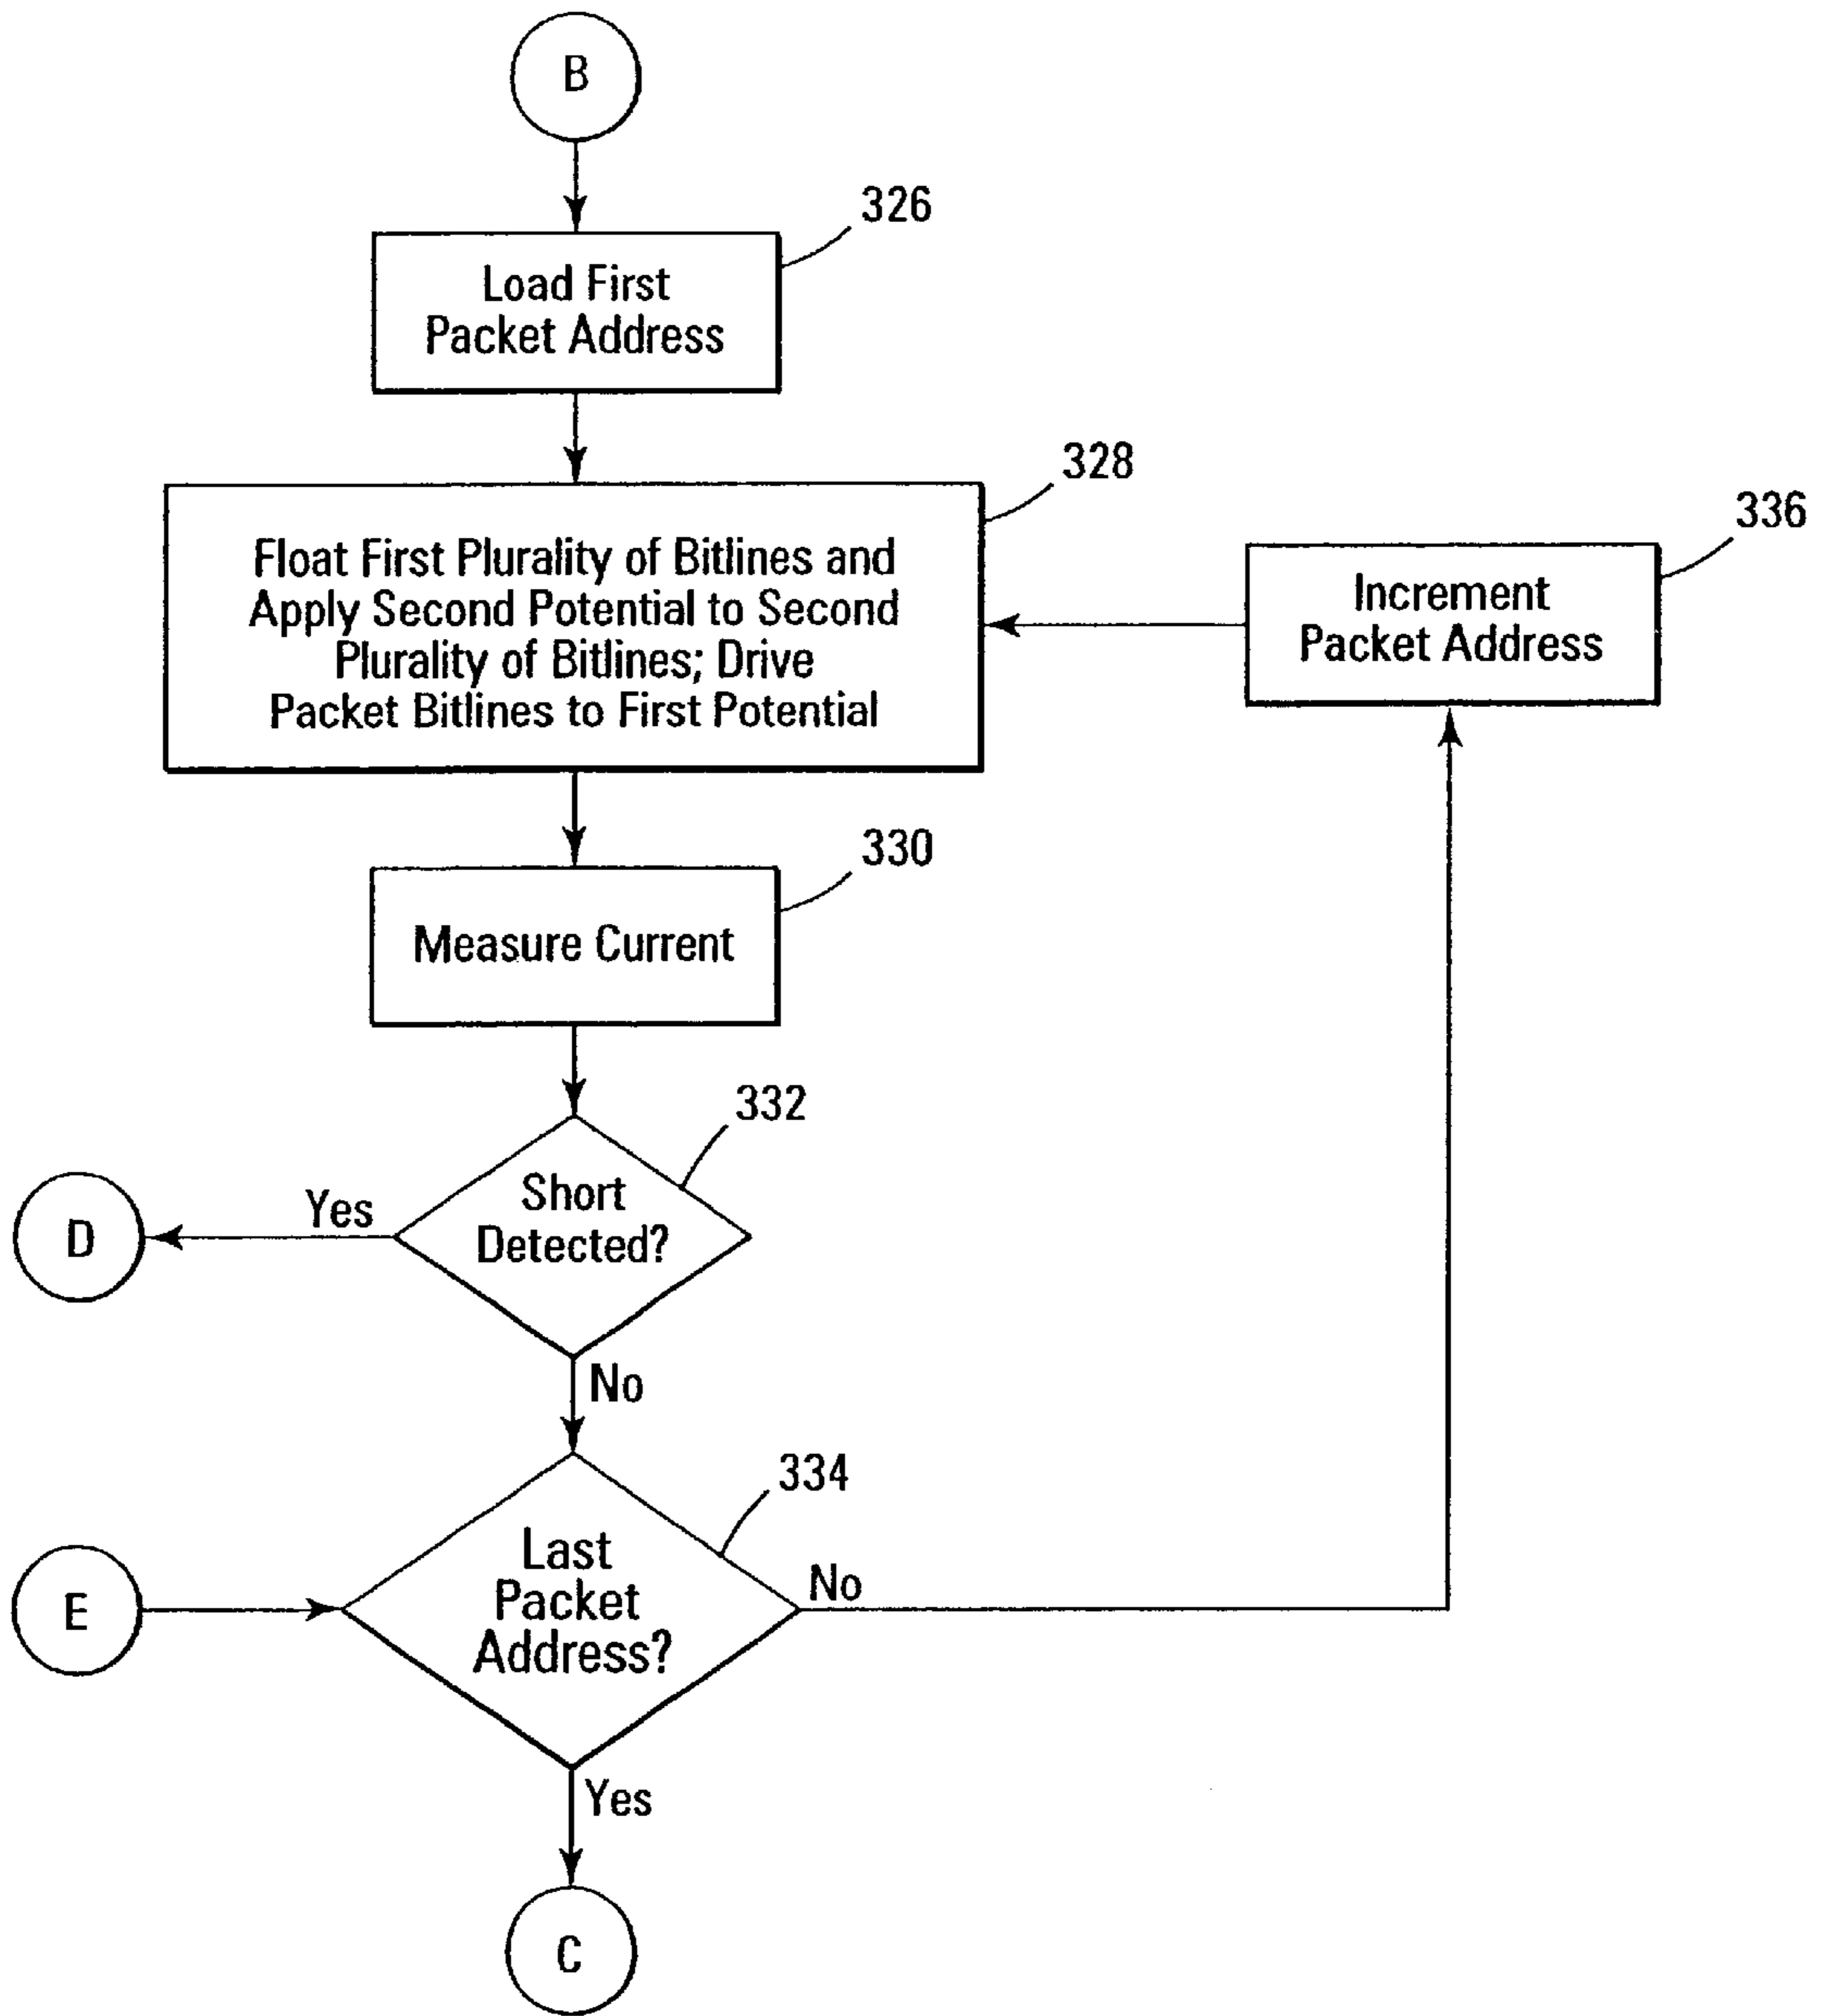 B
326
Load First
Packet Address
328
Float First Plurality of Bitlines and
Apply Second Potential to Second
Plurality of Bitlines; Drive
Packet Bitlines to First Potential
336
Increment
Packet Address
330
Measure Current
332
Short
Detected?
Yes
D
No
334
Last
Packet
Address?
E
No
Yes
C